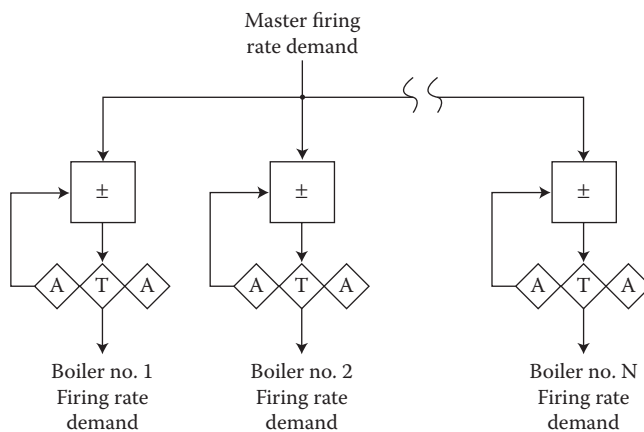 Master firing
rate demand
± ± ±
A T A A T A A T A
Boiler no. 1
Firing rate
demand
Boiler no. 2
Firing rate
demand
Boiler no. N
Firing rate
demand